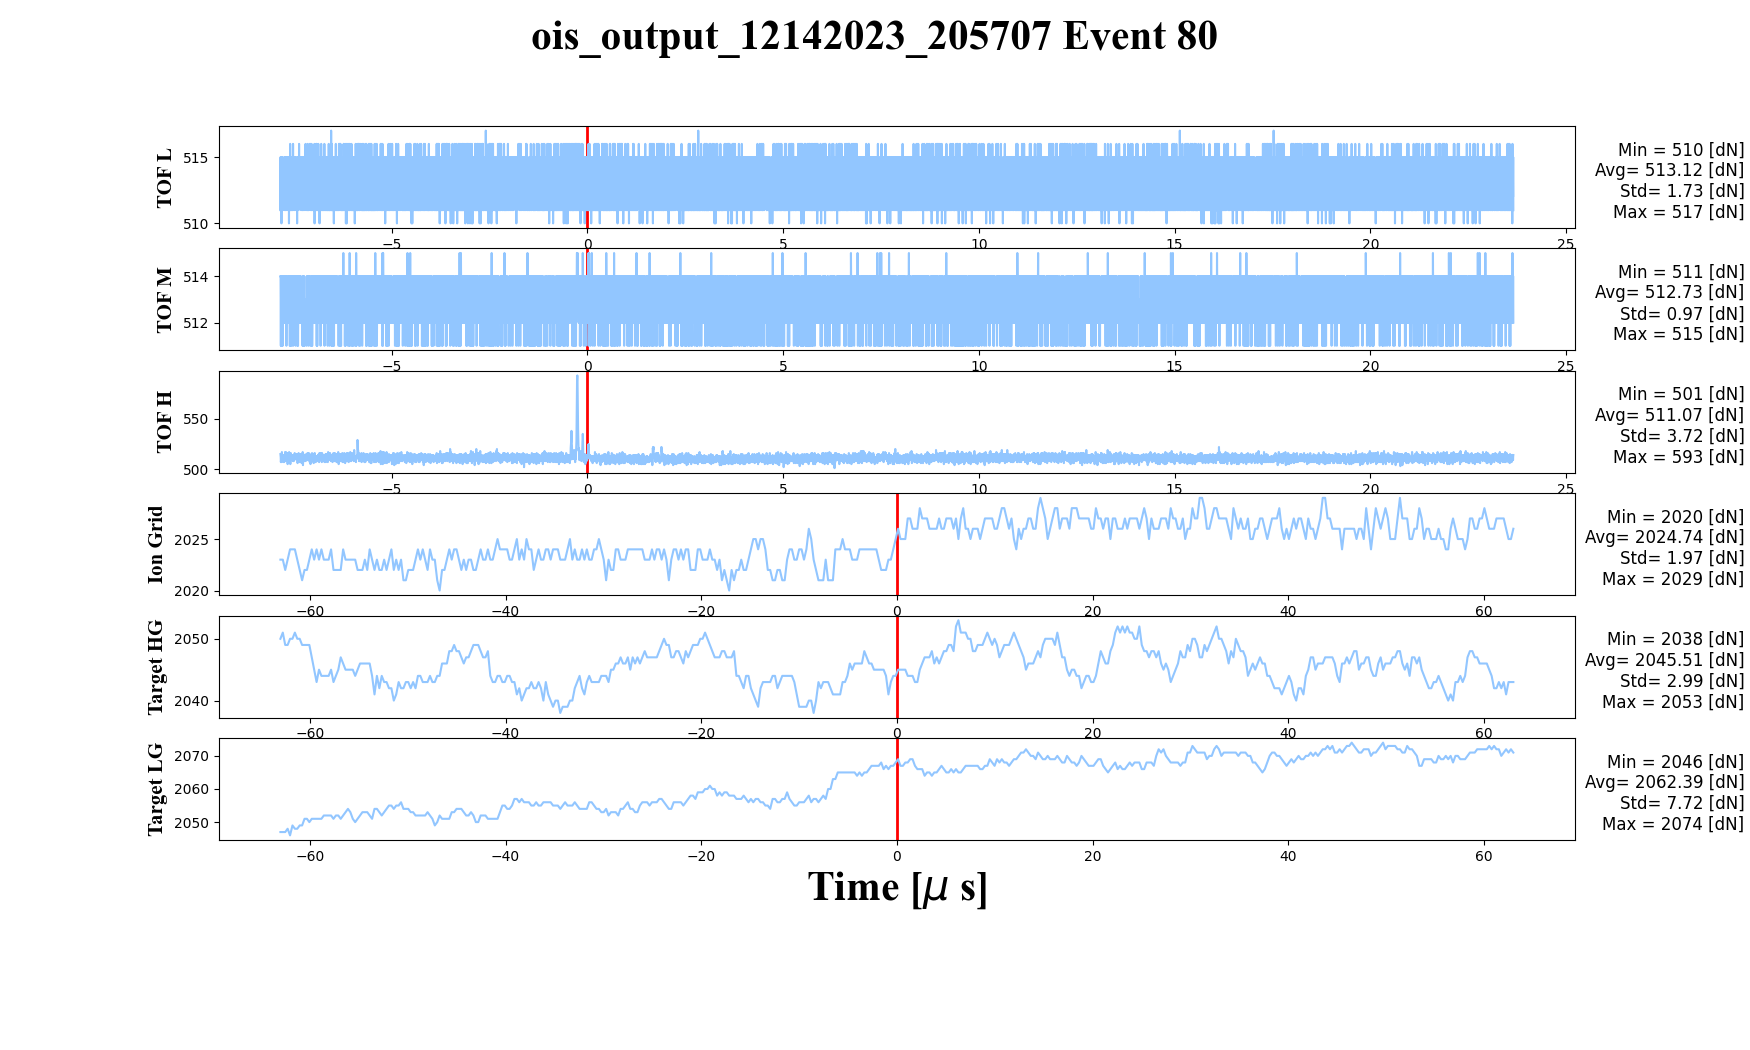 ois_output_12142023_205707 Event 80
TOF L
515
510
−5
0
5
10
15
20
25
Min = 510 [dN]
Avg= 513.12 [dN]
Std= 1.73 [dN]
Max = 517 [dN]
TOF M
514
512
−5
0
5
10
15
20
25
Min = 511 [dN]
Avg= 512.73 [dN]
Std= 0.97 [dN]
Max = 515 [dN]
TOF H
550
500
−5
0
5
10
15
20
25
Min = 501 [dN]
Avg= 511.07 [dN]
Std= 3.72 [dN]
Max = 593 [dN]
Ion Grid
2025
2020
−60
−40
−20
0
20
40
60
Min = 2020 [dN]
Avg= 2024.74 [dN]
Std= 1.97 [dN]
Max = 2029 [dN]
Target HG
2050
2040
−60
−40
−20
0
20
40
60
Min = 2038 [dN]
Avg= 2045.51 [dN]
Std= 2.99 [dN]
Max = 2053 [dN]
Target LG
2070
2060
2050
−60
−40
−20
0
20
40
60
Min = 2046 [dN]
Avg= 2062.39 [dN]
Std= 7.72 [dN]
Max = 2074 [dN]
Time [μ s]